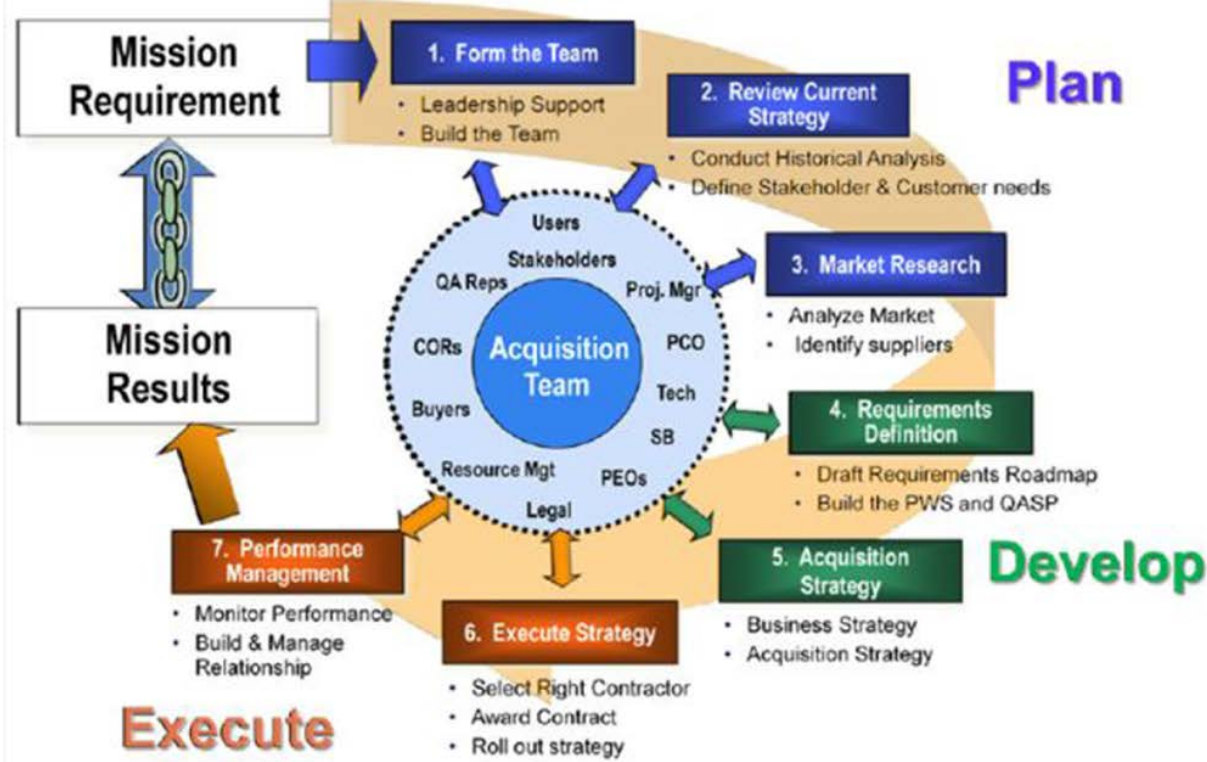 Mission
Requirement
1. Form the Team
• Leadership Support
• Build the Team
2. Review Current
Strategy
• Conduct Historical Analysis
• Define Stakeholder & Customer needs
Plan
3. Market Research
• Analyze Market
• Identify suppliers
Users
Stakeholders
QA Reps
Proj. Mgr
CORs
PCO
Acquisition
Team
Tech
Buyers
SB
Resource Mgt
PEOs
Legal
Mission
Results
4. Requirements
Definition
• Draft Requirements Roadmap
• Build the PWS and QASP
5. Acquisition
Strategy
• Business Strategy
• Acquisition Strategy
Develop
6. Execute Strategy
• Select Right Contractor
• Award Contract
• Roll out strategy
7. Performance
Management
• Monitor Performance
• Build & Manage
Relationship
Execute